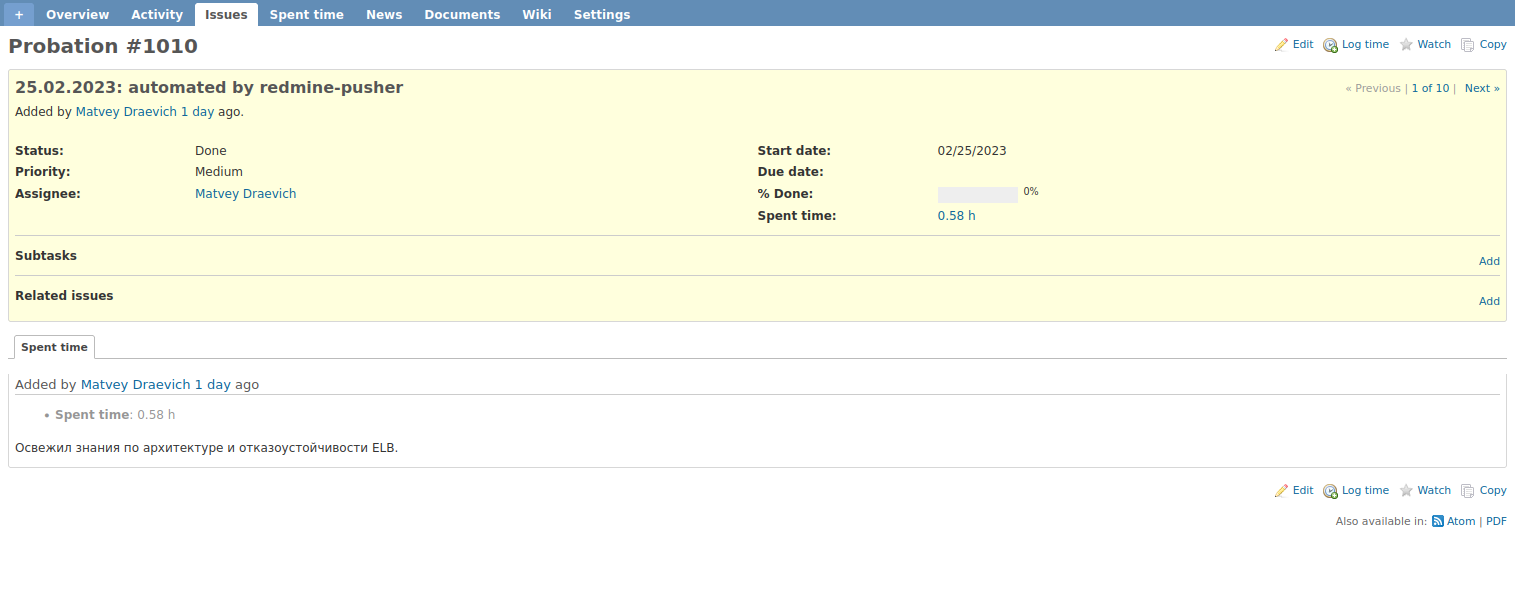 + Overview Activity Issues Spent time News Documents Wiki Settings
Probation #1010 Edit Log time Watch Copy
25.02.2023: automated by redmine-pusher « Previous | 1 of 10 | Next »
Added by Matvey Draevich 1 day ago.
Status: Done Start date: 02/25/2023
Priority: Medium Due date:
Assignee: Matvey Draevich % Done: 0%
Spent time: 0.58 h
Subtasks
Add
Related issues
Add
Spent time
Added by Matvey Draevich 1 day ago
• Spent time: 0.58 h
Освежил знания по архитектуре и отказоустойчивости ELB.
Edit Log time Watch Copy
Also available in: Atom | PDF